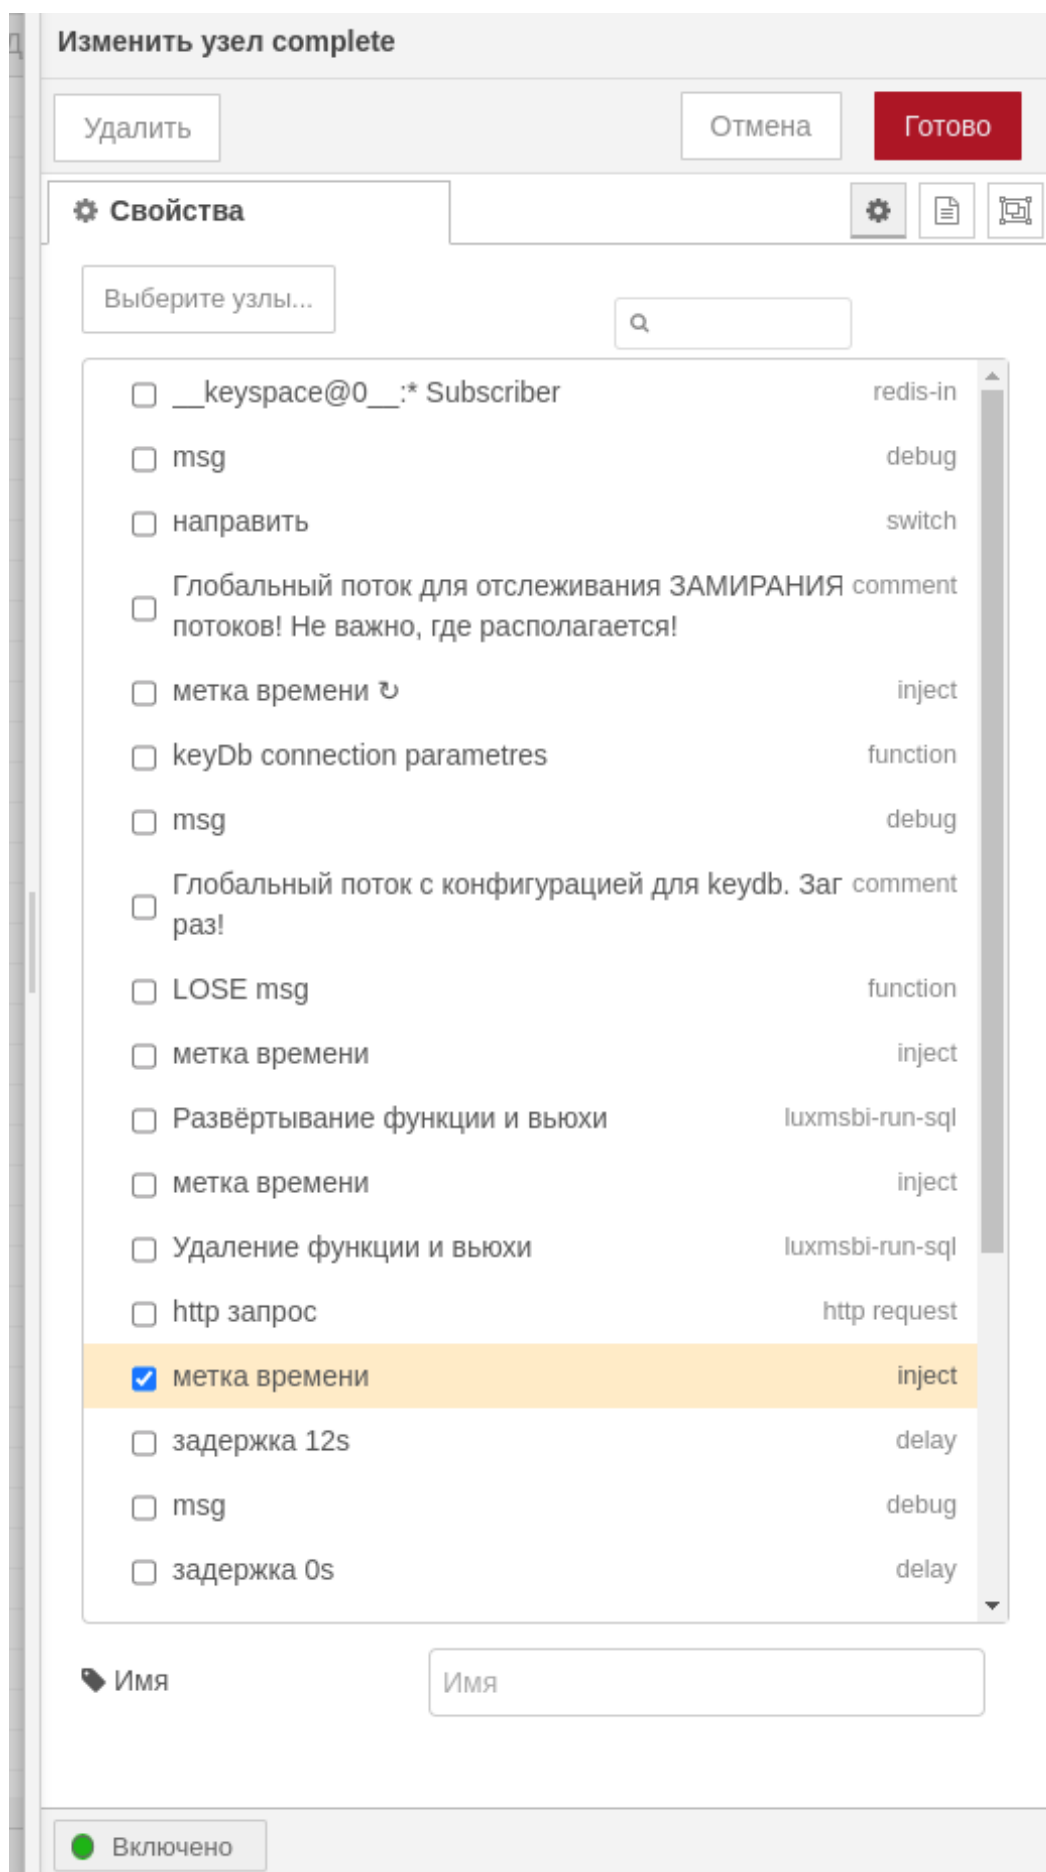 Изменить узел complete
Удалить
Отмена
Готово
Свойства
Выберите узлы...
__keyspace@0__:* Subscriber redis-in
msg debug
направить switch
Глобальный поток для отслеживания ЗАМИРАНИЯ comment
потоков! Не важно, где располагается!
метка времени ↻ inject
keyDb connection parametres function
msg debug
Глобальный поток с конфигурацией для keydb. Заг comment
раз!
LOSE msg function
метка времени inject
Развёртывание функции и вьюхи luxmsbi-run-sql
метка времени inject
Удаление функции и вьюхи luxmsbi-run-sql
http запрос http request
метка времени inject
задержка 12s delay
msg debug
задержка 0s delay
Имя
Имя
Включено